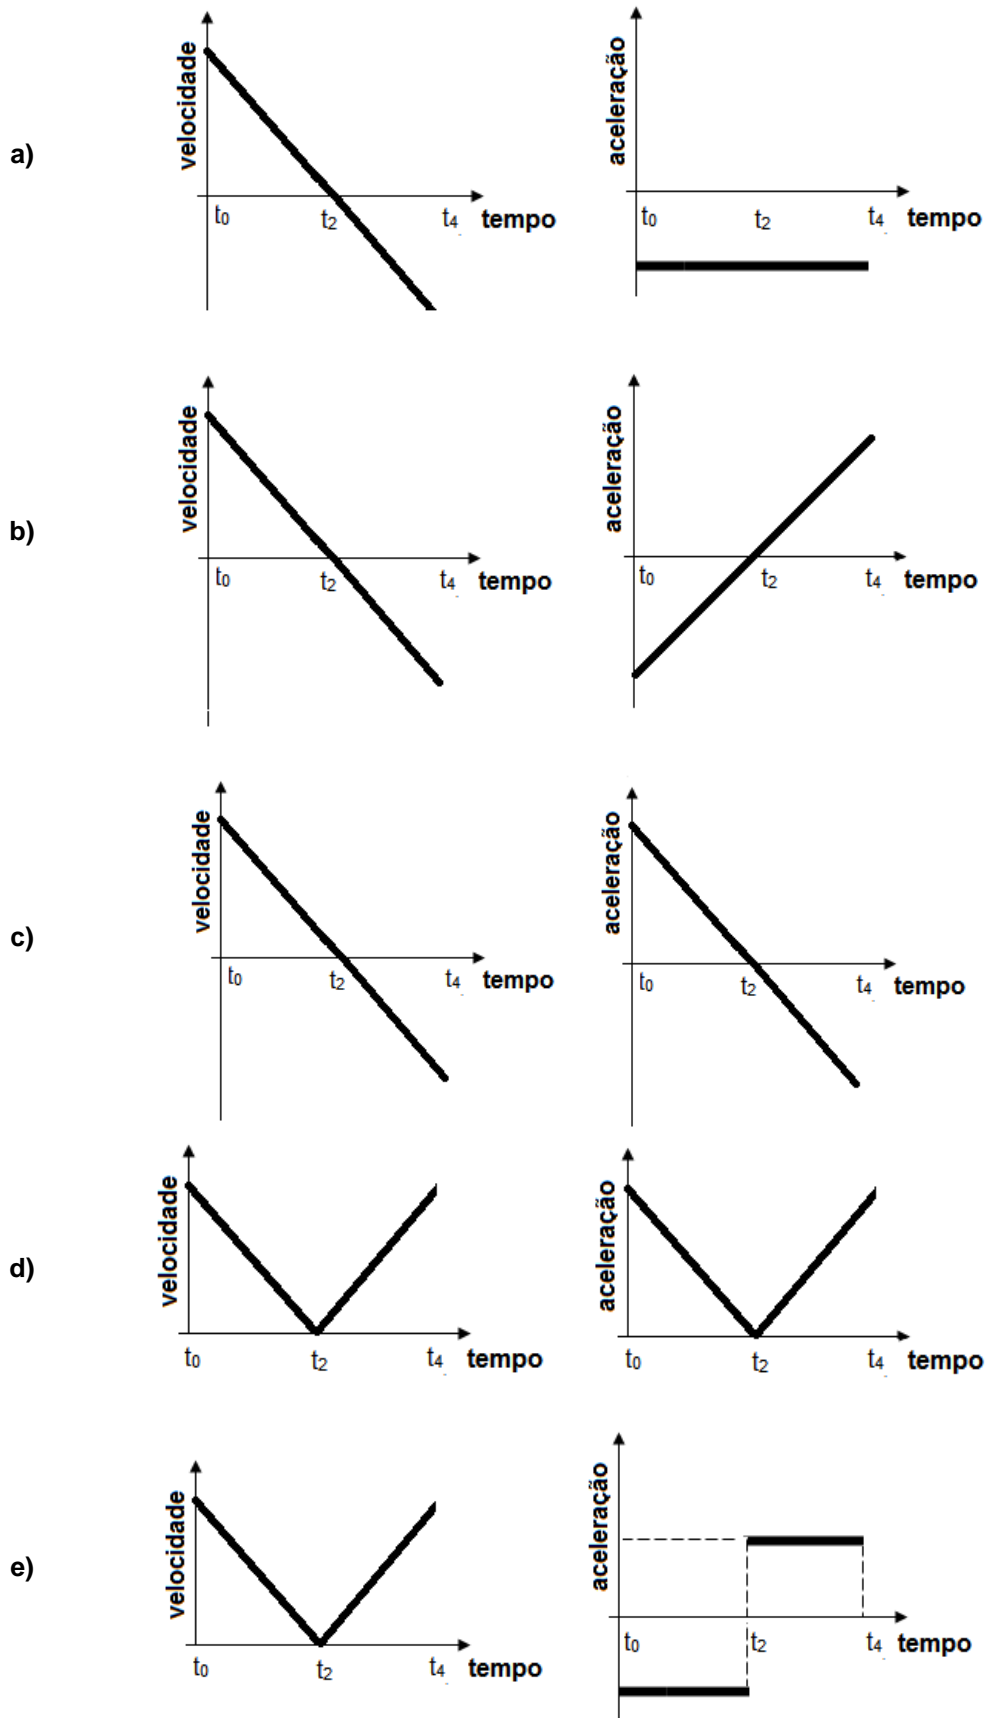 a)
velocidade
t0 t2 t4 tempo
aceleração
t0 t2 t4 tempo
b)
velocidade
t0 t2 t4 tempo
aceleração
t0 t2 t4 tempo
c)
velocidade
t0 t2 t4 tempo
aceleração
t0 t2 t4 tempo
d)
velocidade
t0 t2 t4 tempo
aceleração
t0 t2 t4 tempo
e)
velocidade
t0 t2 t4 tempo
aceleração
t0 t2 t4 tempo